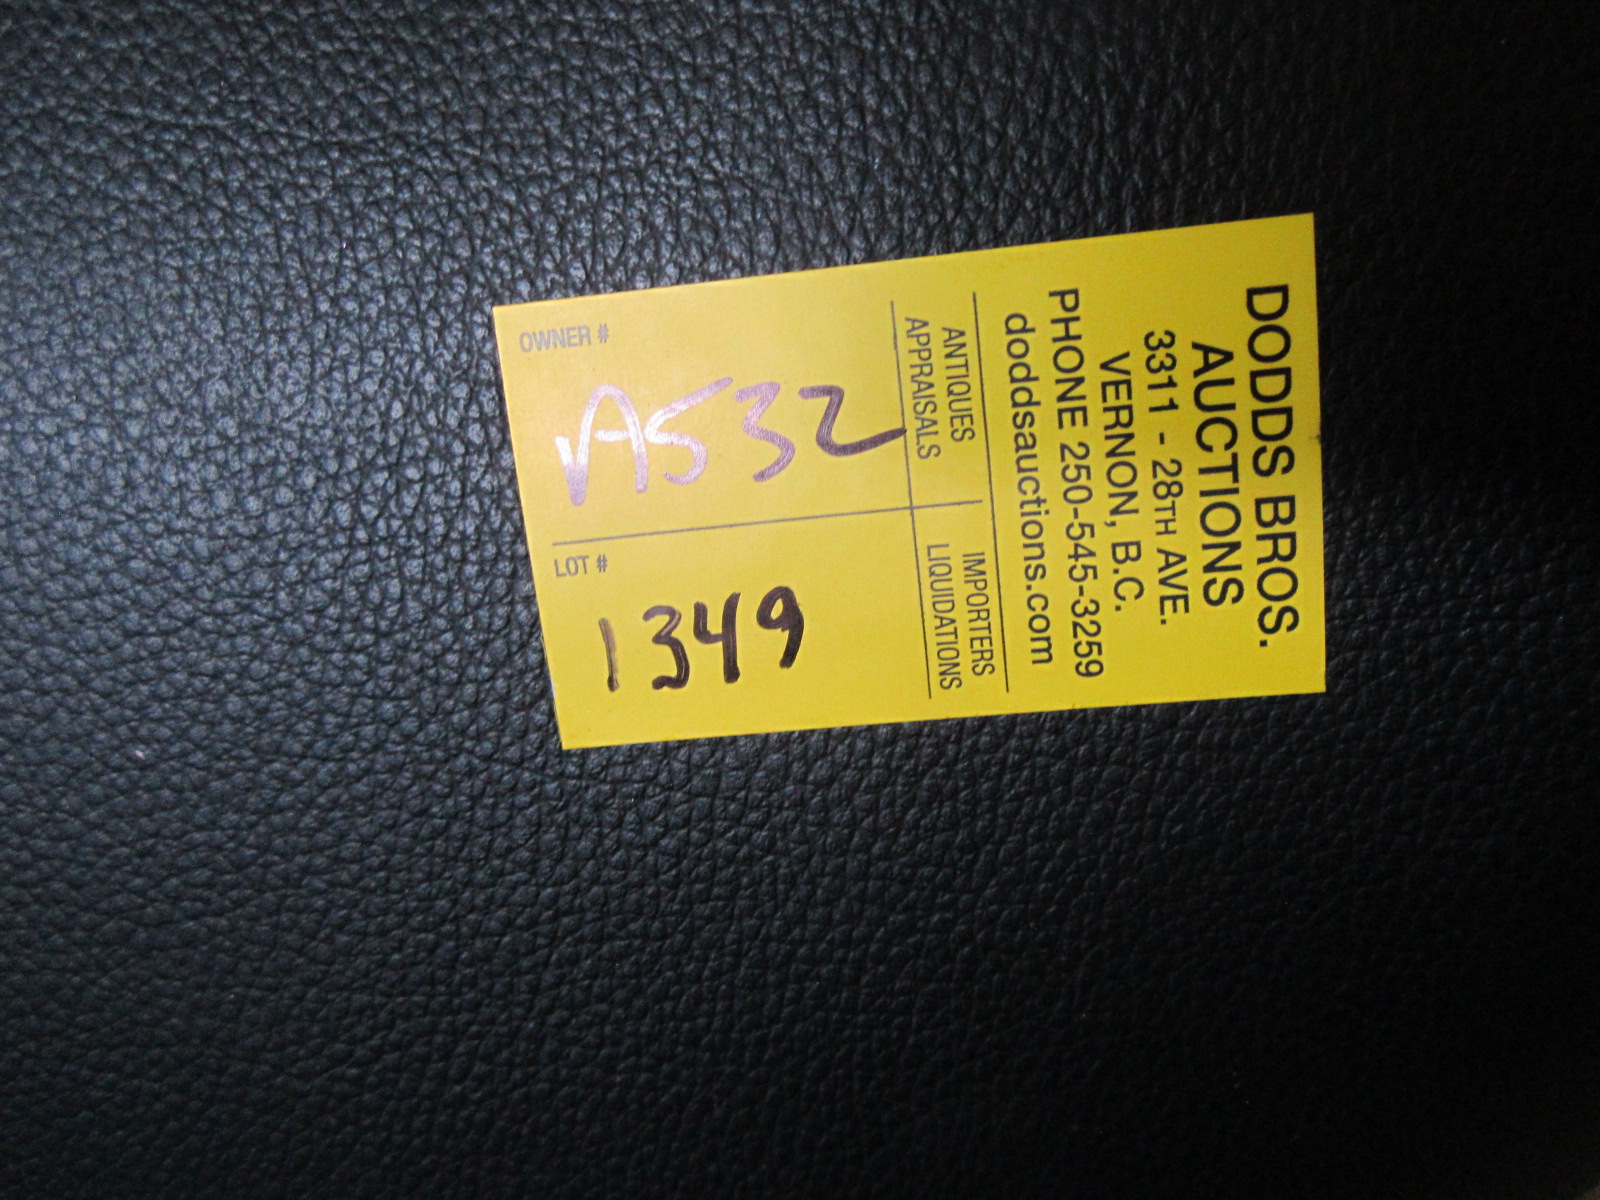 DODDS BROS.
AUCTIONS
3311 - 28TH AVE.
VERNON, B.C.
PHONE 250-545-3259
doddsauctions.com
ANTIQUES IMPORTERS
APPRAISALS LIQUIDATIONS
OWNER #
A532
LOT #
1349